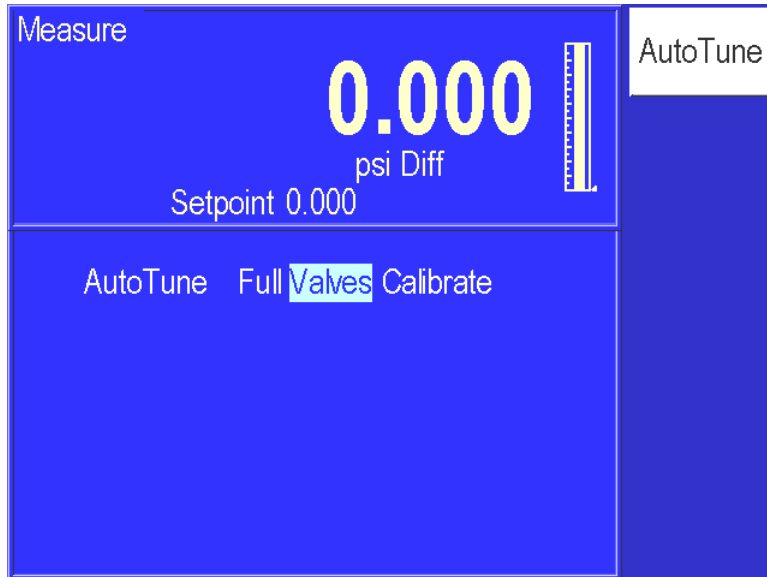 Measure
AutoTune
0.000
psi Diff
Setpoint 0.000
AutoTune Full Valves Calibrate